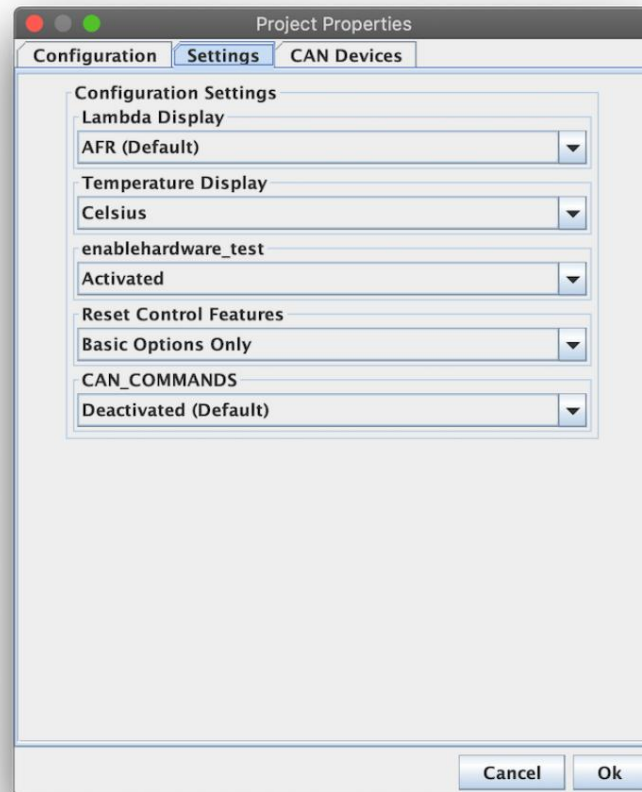 Project Properties
Configuration Settings CAN Devices
Configuration Settings
Lambda Display
AFR (Default)
Temperature Display
Celsius
enablehardware_test
Activated
Reset Control Features
Basic Options Only
CAN_COMMANDS
Deactivated (Default)
Cancel Ok